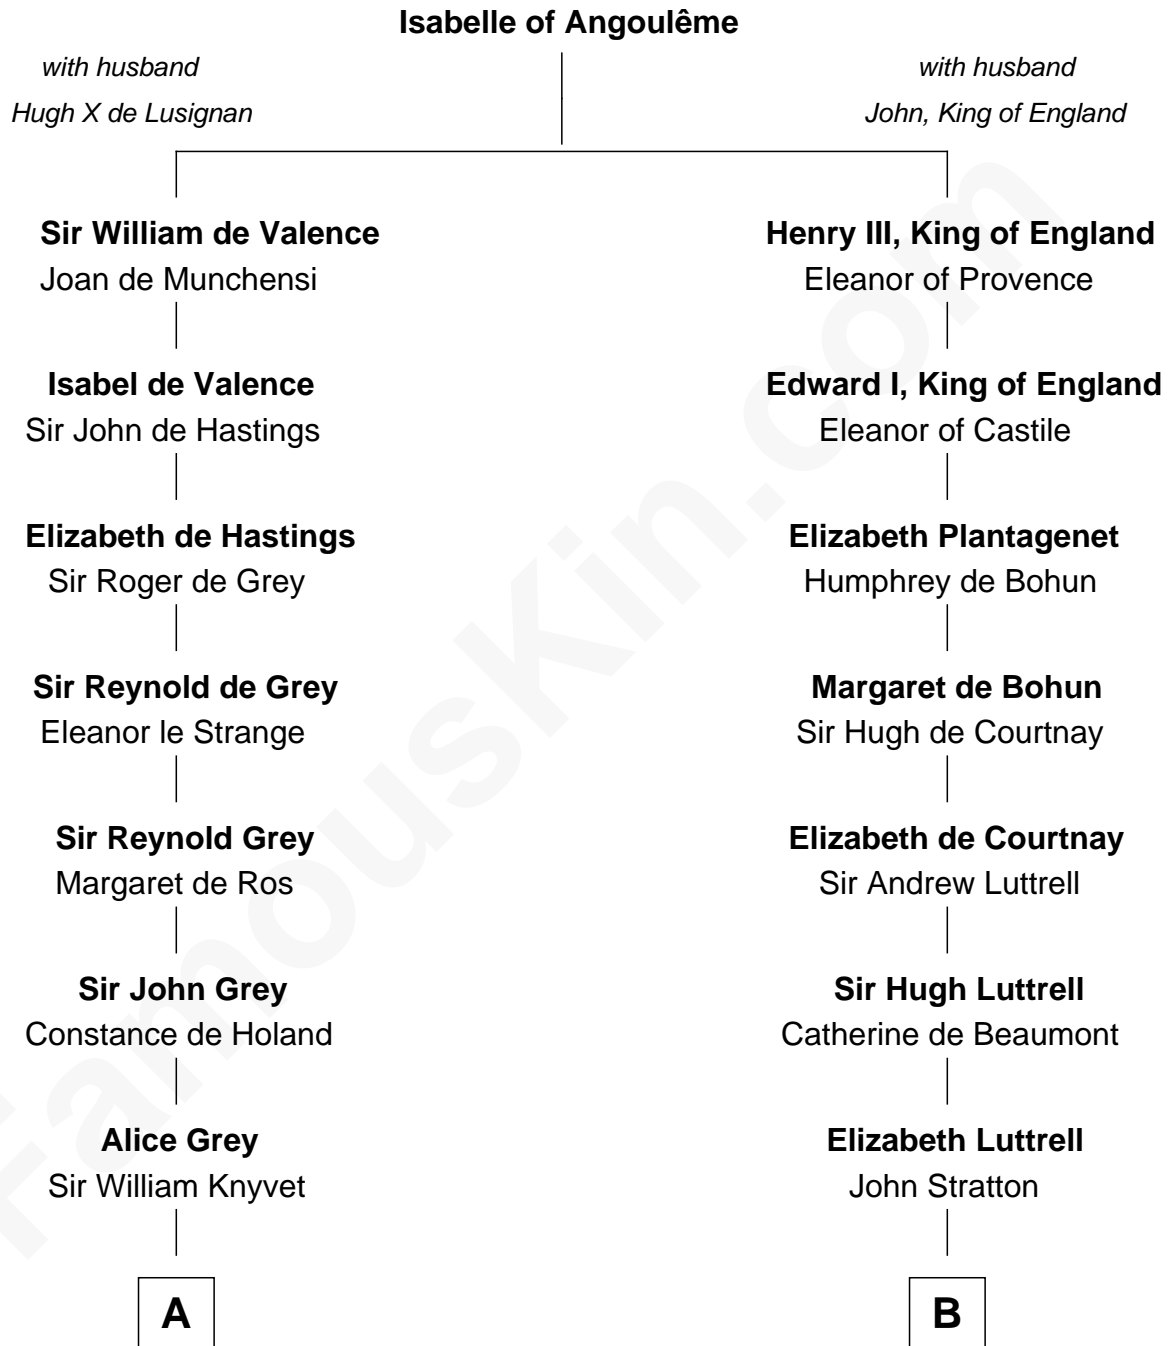 Isabelle of Angoulême
with husband
Hugh X de Lusignan
with husband
John, King of England
Sir William de Valence
Joan de Munchensi
Henry III, King of England
Eleanor of Provence
Isabel de Valence
Sir John de Hastings
Edward I, King of England
Eleanor of Castile
Elizabeth de Hastings
Sir Roger de Grey
Elizabeth Plantagenet
Humphrey de Bohun
Sir Reynold de Grey
Eleanor le Strange
Margaret de Bohun
Sir Hugh de Courtnay
Sir Reynold Grey
Margaret de Ros
Elizabeth de Courtnay
Sir Andrew Luttrell
Sir John Grey
Constance de Holand
Sir Hugh Luttrell
Catherine de Beaumont
Alice Grey
Sir William Knyvet
Elizabeth Luttrell
John Stratton
A
B
FamousKin.com